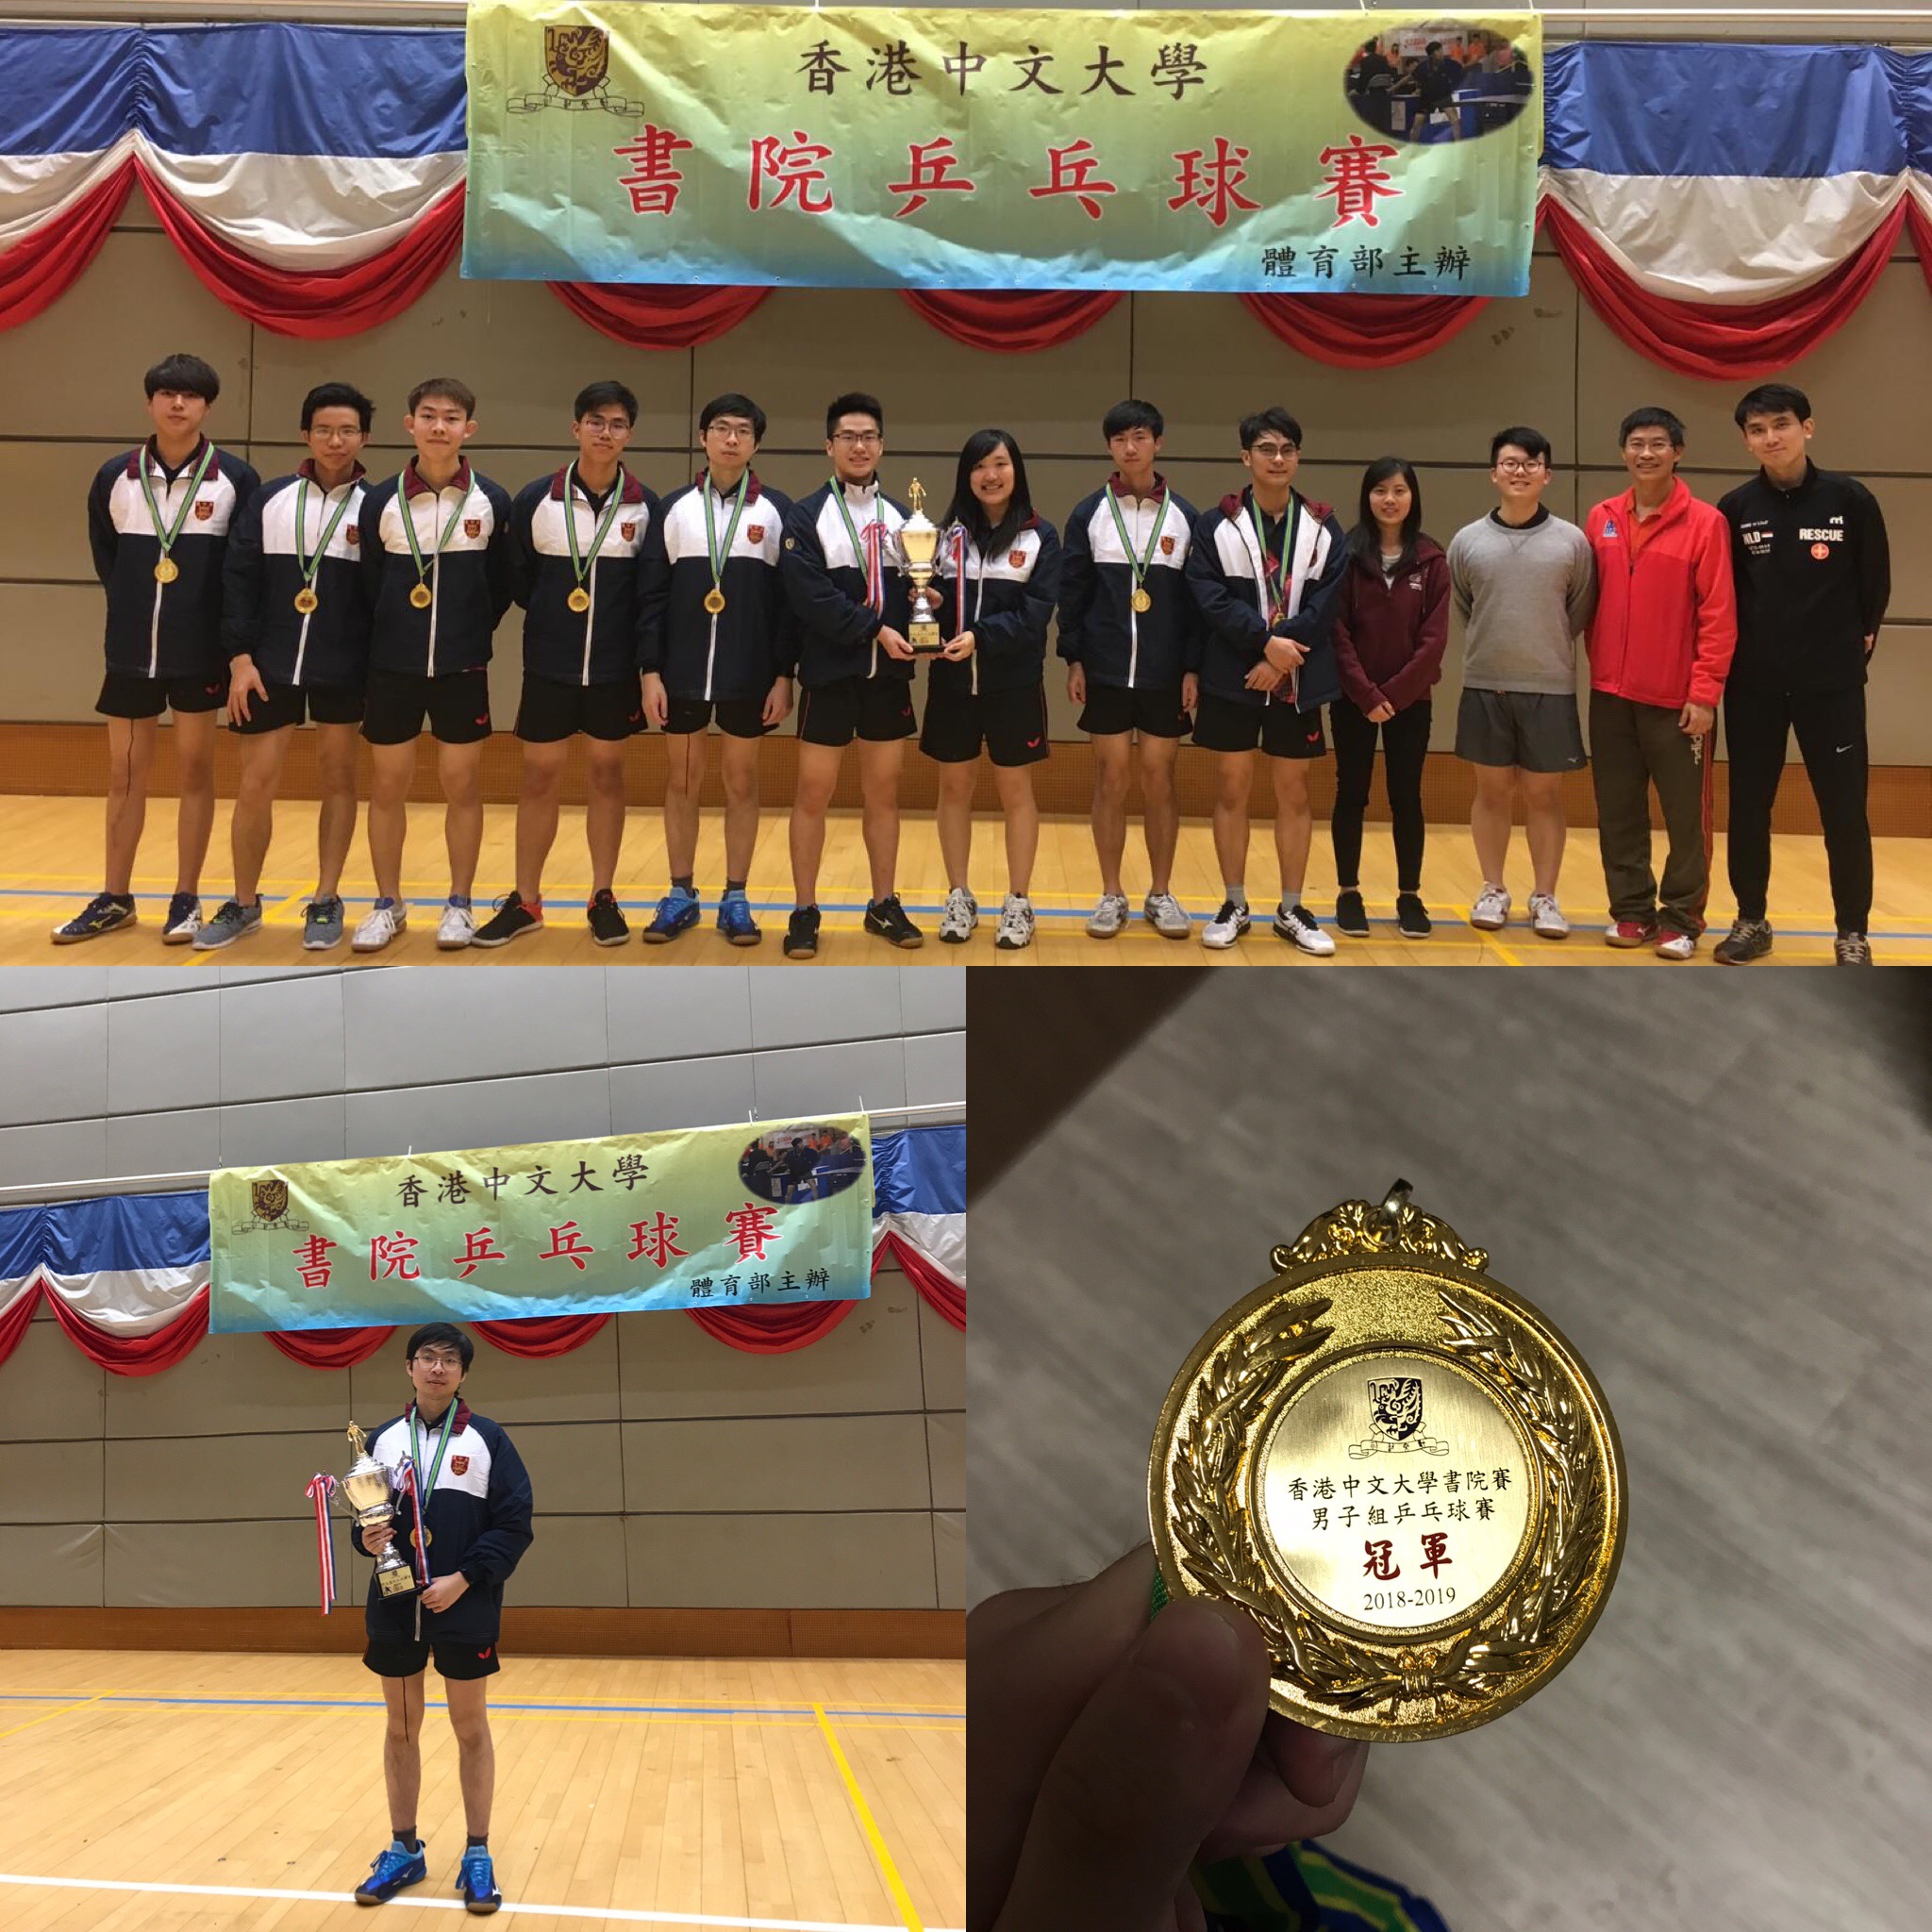 香港中文大學
書院乒乓球賽
體育部主辦
NLD
RESCUE
香港中文大學
書院乒乓球賽
體育部主辦
香港中文大學書院賽
男子組乒乓球賽
冠軍
2018-2019